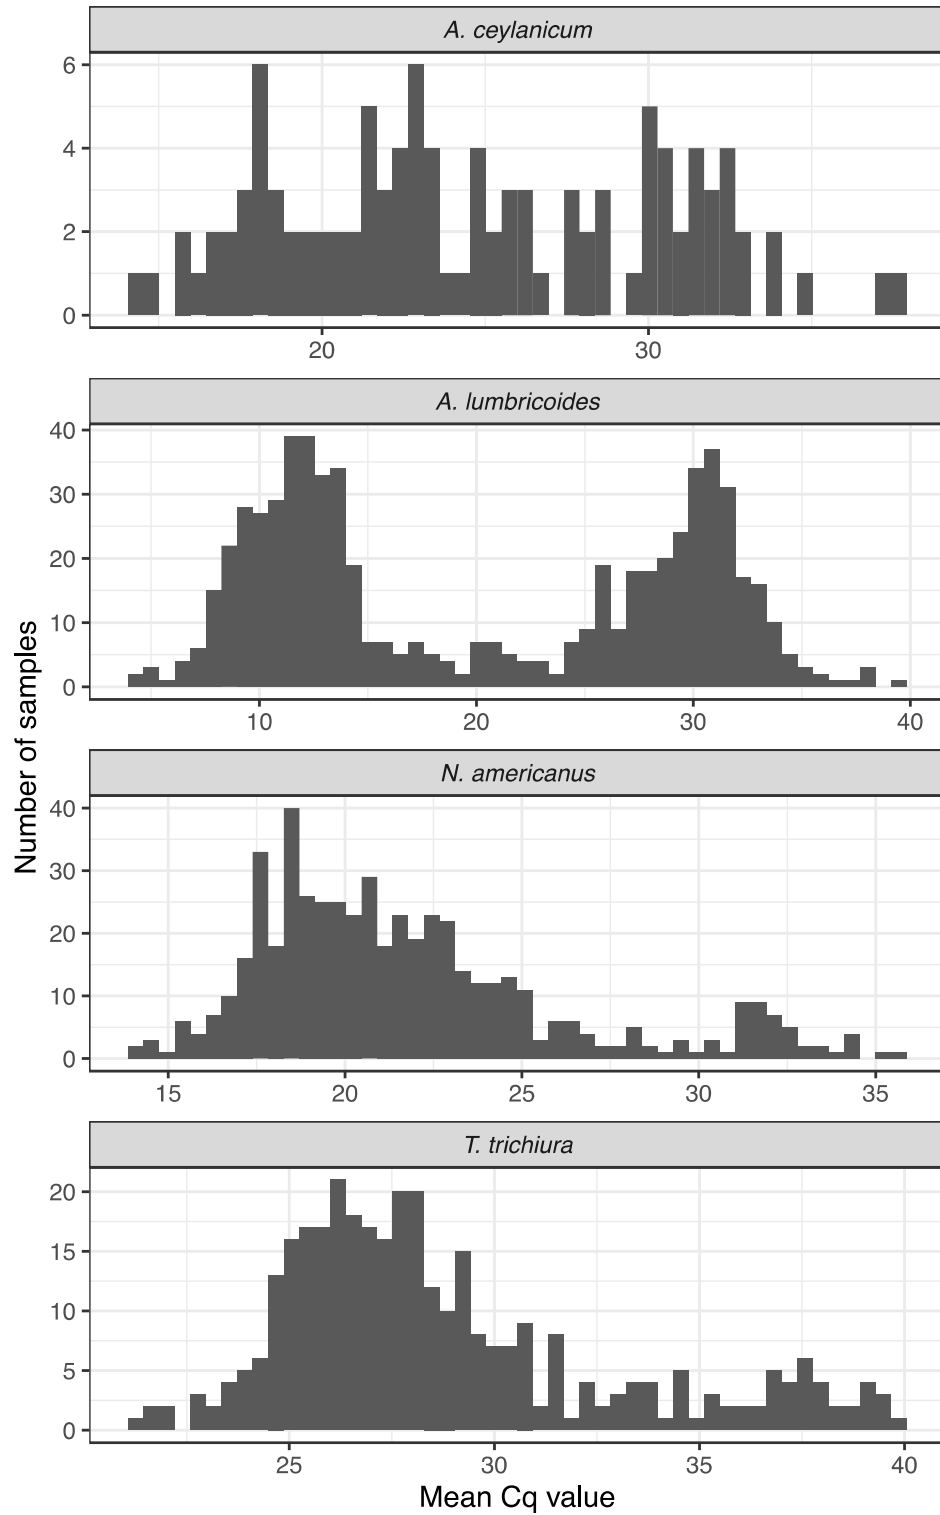 A. ceylanicum
6
4
2
0
20 30
A. lumbricoides
40
30
20
10
0
10 20 30 40
N. americanus
40
30
20
10
0
15 20 25 30 35
T. trichiura
20
15
10
5
0
25 30 35 40
Mean Cq value
Number of samples